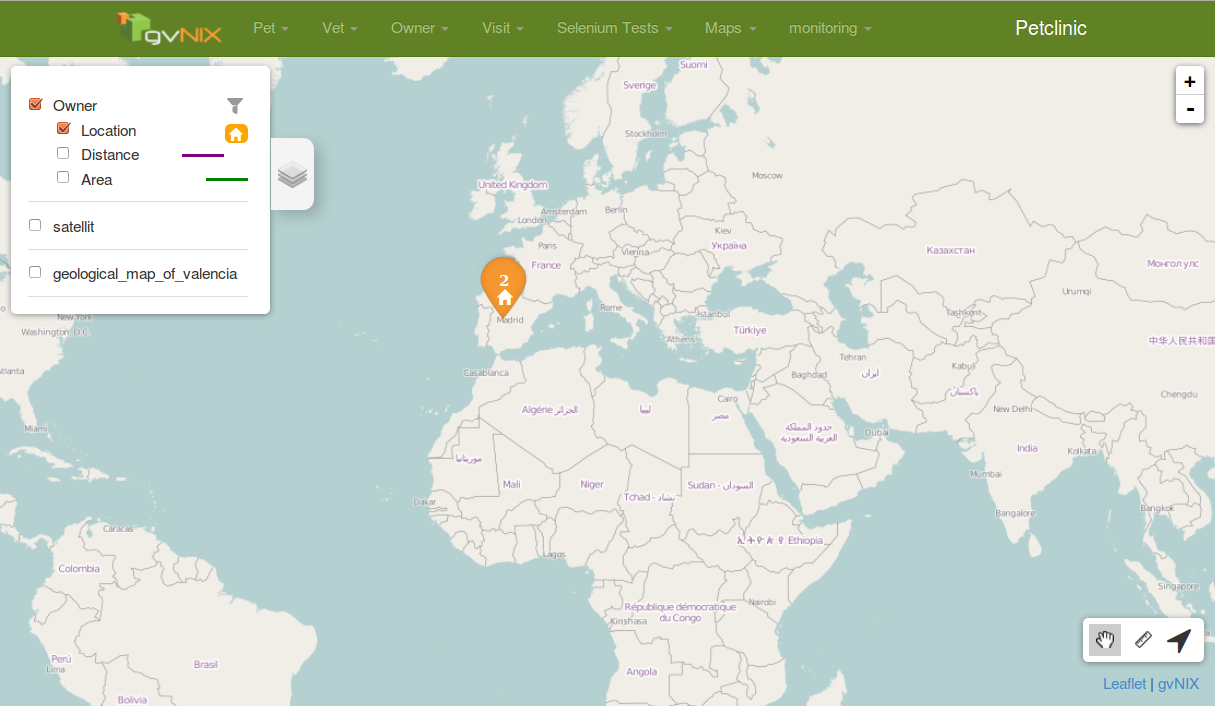 gvNIX Pet Vet Owner Visit Selenium Tests Maps monitoring Petclinic
Owner
Location
Distance
Area
satellit
geological_map_of_valencia
+
-
Suomi
Sverige
Stockholm
Moscow
United Kingdom
Amsterdam
Berlin
London
Kiev
Україна
Paris
Vienna
France
Казахстан
Монгол улс
2
Urumqi
Rome
Madrid
Istanbul
Tashkent
New York
Washington, D.C.
Türkiye
Athens
中华人民共和国
Tehran
Kabul
Atlanta
Casablanca
Baghdad
ایران
پاکستان
Chengdu
Cairo
New Delhi
Algérie الجزائر
ليبيا
مصر
Miami
حدود المملكة
العربية السعودية
Dubai
India
Kolkata
موريتانيا
Mumbai
Mali
Niger
Tchad - تشاد
Sudan - السودان
Dakar
Bangalore
Bangkok
Caracas
ኢትዮጵያ Ethiopia
Lagos
Colombia
Singapore
République démocratique
du Congo
Nairobi
Kinshasa
Perú
Lima
Brasil
Angola
Bolivia
Leaflet | gvNIX